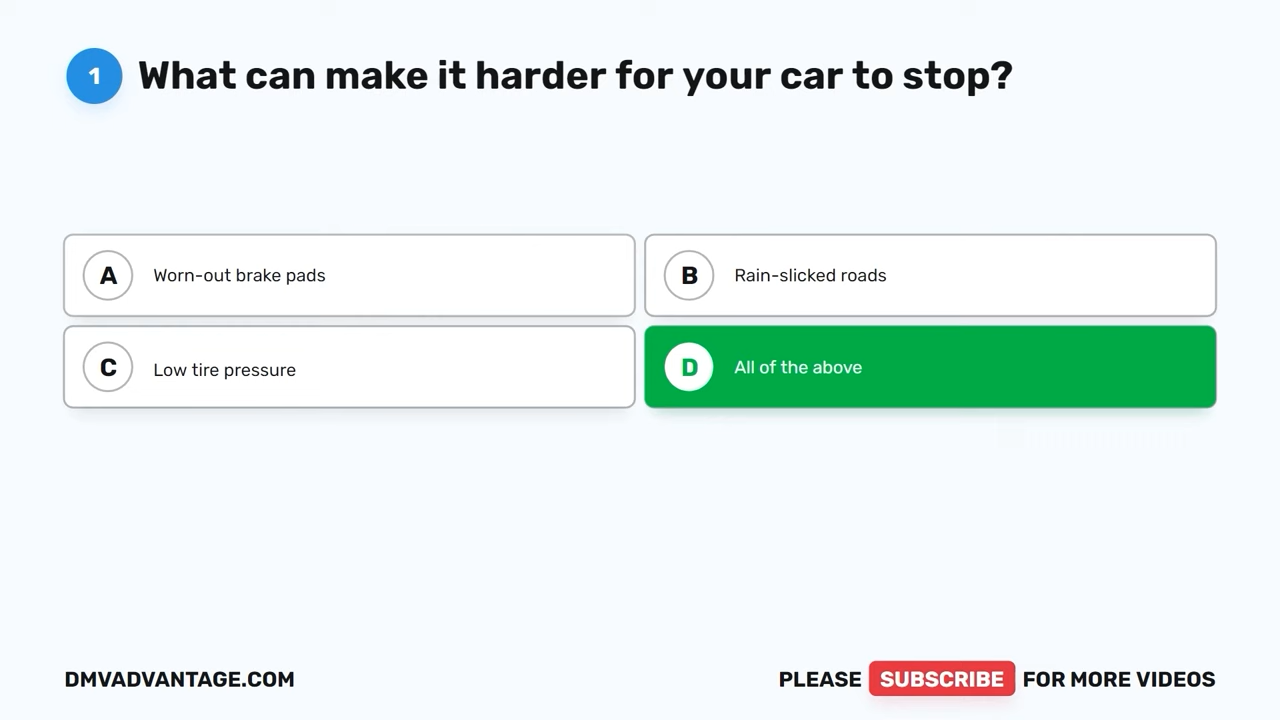 1 What can make it harder for your car to stop?
A Worn-out brake pads
B Rain-slicked roads
C Low tire pressure
D All of the above
DMVADVANTAGE.COM
PLEASE SUBSCRIBE FOR MORE VIDEOS